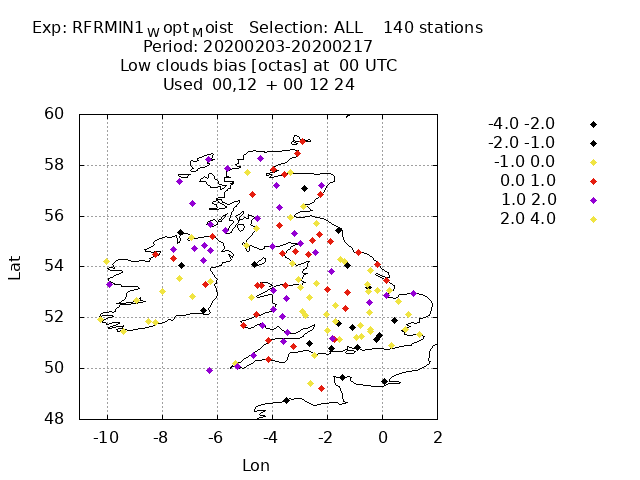 Exp: RFRMIN1WoptMoist   Selection: ALL    140 stations
Period: 20200203-20200217
Low clouds bias [octas] at  00 UTC
Used  00,12  + 00 12 24
60
58
56
54
52
50
48
Lat
-10 -8 -6 -4 -2 0 2
Lon
-4.0 -2.0
-2.0 -1.0
-1.0 0.0
0.0 1.0
1.0 2.0
2.0 4.0